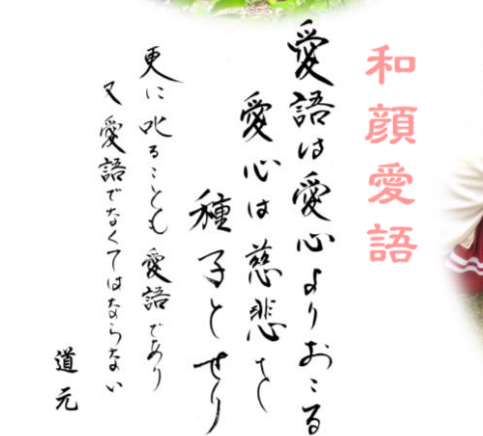 和顔愛語
愛語は愛心よりおこる
愛心は慈悲を
種子とせり
更に叱ることも愛語であり
又愛語でなくてはならない
道元